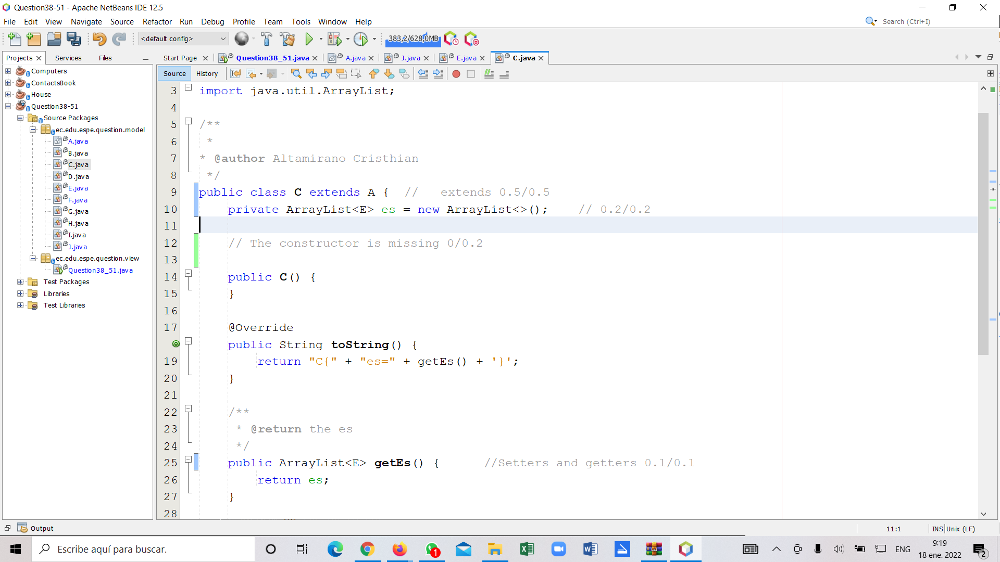 Question38-51 - Apache NetBeans IDE 12.5
File Edit View Navigate Source Refactor Run Debug Profile Team Tools Window Help
Search (Ctrl+I)
<default config>
383,2/628,0MB
Projects Services Files
Start Page Question38_51.java A.java J.java E.java C.java
Source History
Computers
ContactsBook
House
Question38-51
Source Packages
ec.edu.espe.question.model
A.java
B.java
C.java
D.java
E.java
F.java
G.java
H.java
I.java
J.java
ec.edu.espe.question.view
Question38_51.java
Test Packages
Libraries
Test Libraries
3 import java.util.ArrayList;
4
5 /**
6 *
7 * @author Altamirano Cristhian
8 */
9 public class C extends A { // extends 0.5/0.5
10 private ArrayList<E> es = new ArrayList<>(); // 0.2/0.2
11
12 // The constructor is missing 0/0.2
13
14 public C() {
15 }
16
17 @Override
public String toString() {
19 return "C{" + "es=" + getEs() + '}';
20 }
21
22 /**
23 * @return the es
24 */
25 public ArrayList<E> getEs() { //Setters and getters 0.1/0.1
26 return es;
27 }
28
Output
11:1 INS Unix (LF)
Escribe aquí para buscar.
1
ENG
9:19
18 ene. 2022
2